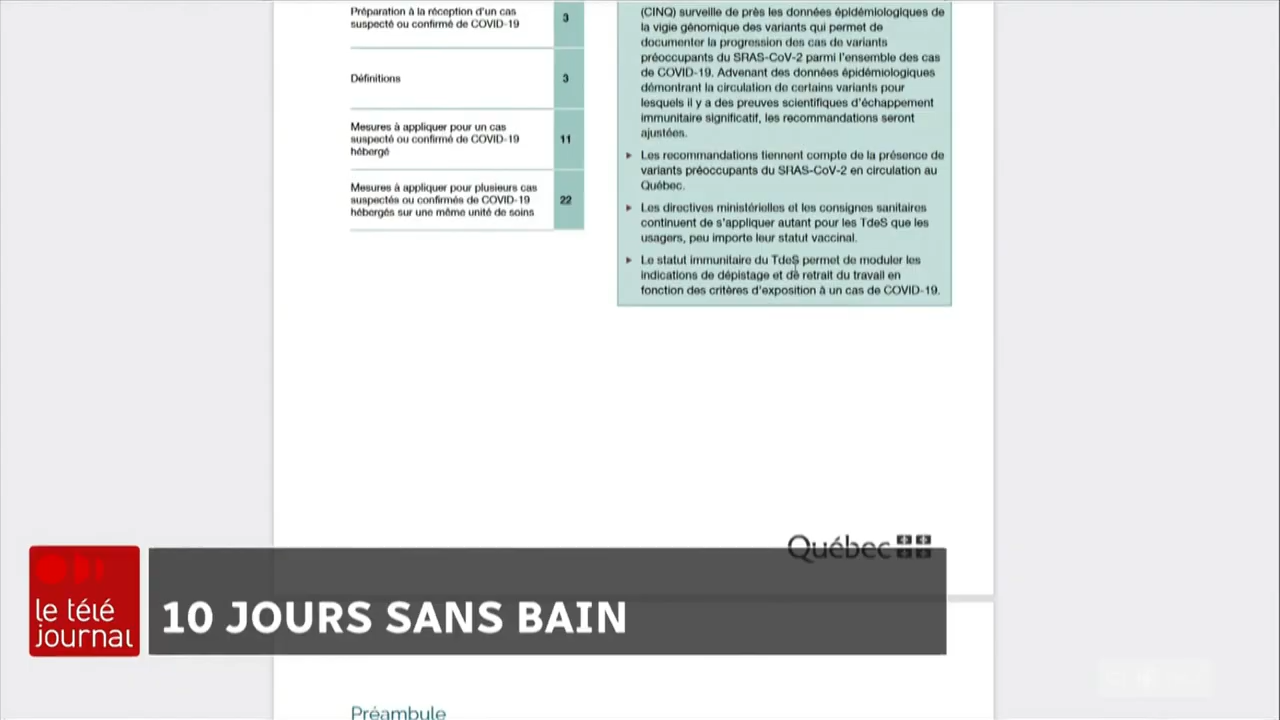 Préparation à la réception d'un cas
suspecté ou confirmé de COVID-19
3
Définitions
3
Mesures à appliquer pour un cas
suspecté ou confirmé de COVID-19
hébergé
11
Mesures à appliquer pour plusieurs cas
suspectés ou confirmés de COVID-19
hébergés sur une même unité de soins
22
(CINQ) surveille de près les données épidémiologiques de
la vigie génomique des variants qui permet de
documenter la progression des cas de variants
préoccupants du SRAS-CoV-2 parmi l'ensemble des cas
de COVID-19. Advenant des données épidémiologiques
démontrant la circulation de certains variants pour
lesquels il y a des preuves scientifiques d'échappement
immunitaire significatif, les recommandations seront
ajustées.
Les recommandations tiennent compte de la présence de
variants préoccupants du SRAS-CoV-2 en circulation au
Québec.
Les directives ministérielles et les consignes sanitaires
continuent de s'appliquer autant pour les TdeS que les
usagers, peu importe leur statut vaccinal.
Le statut immunitaire du TdeS permet de moduler les
indications de dépistage et de retrait du travail en
fonction des critères d'exposition à un cas de COVID-19.
Québec
le télé
journal
10 JOURS SANS BAIN
Préambule